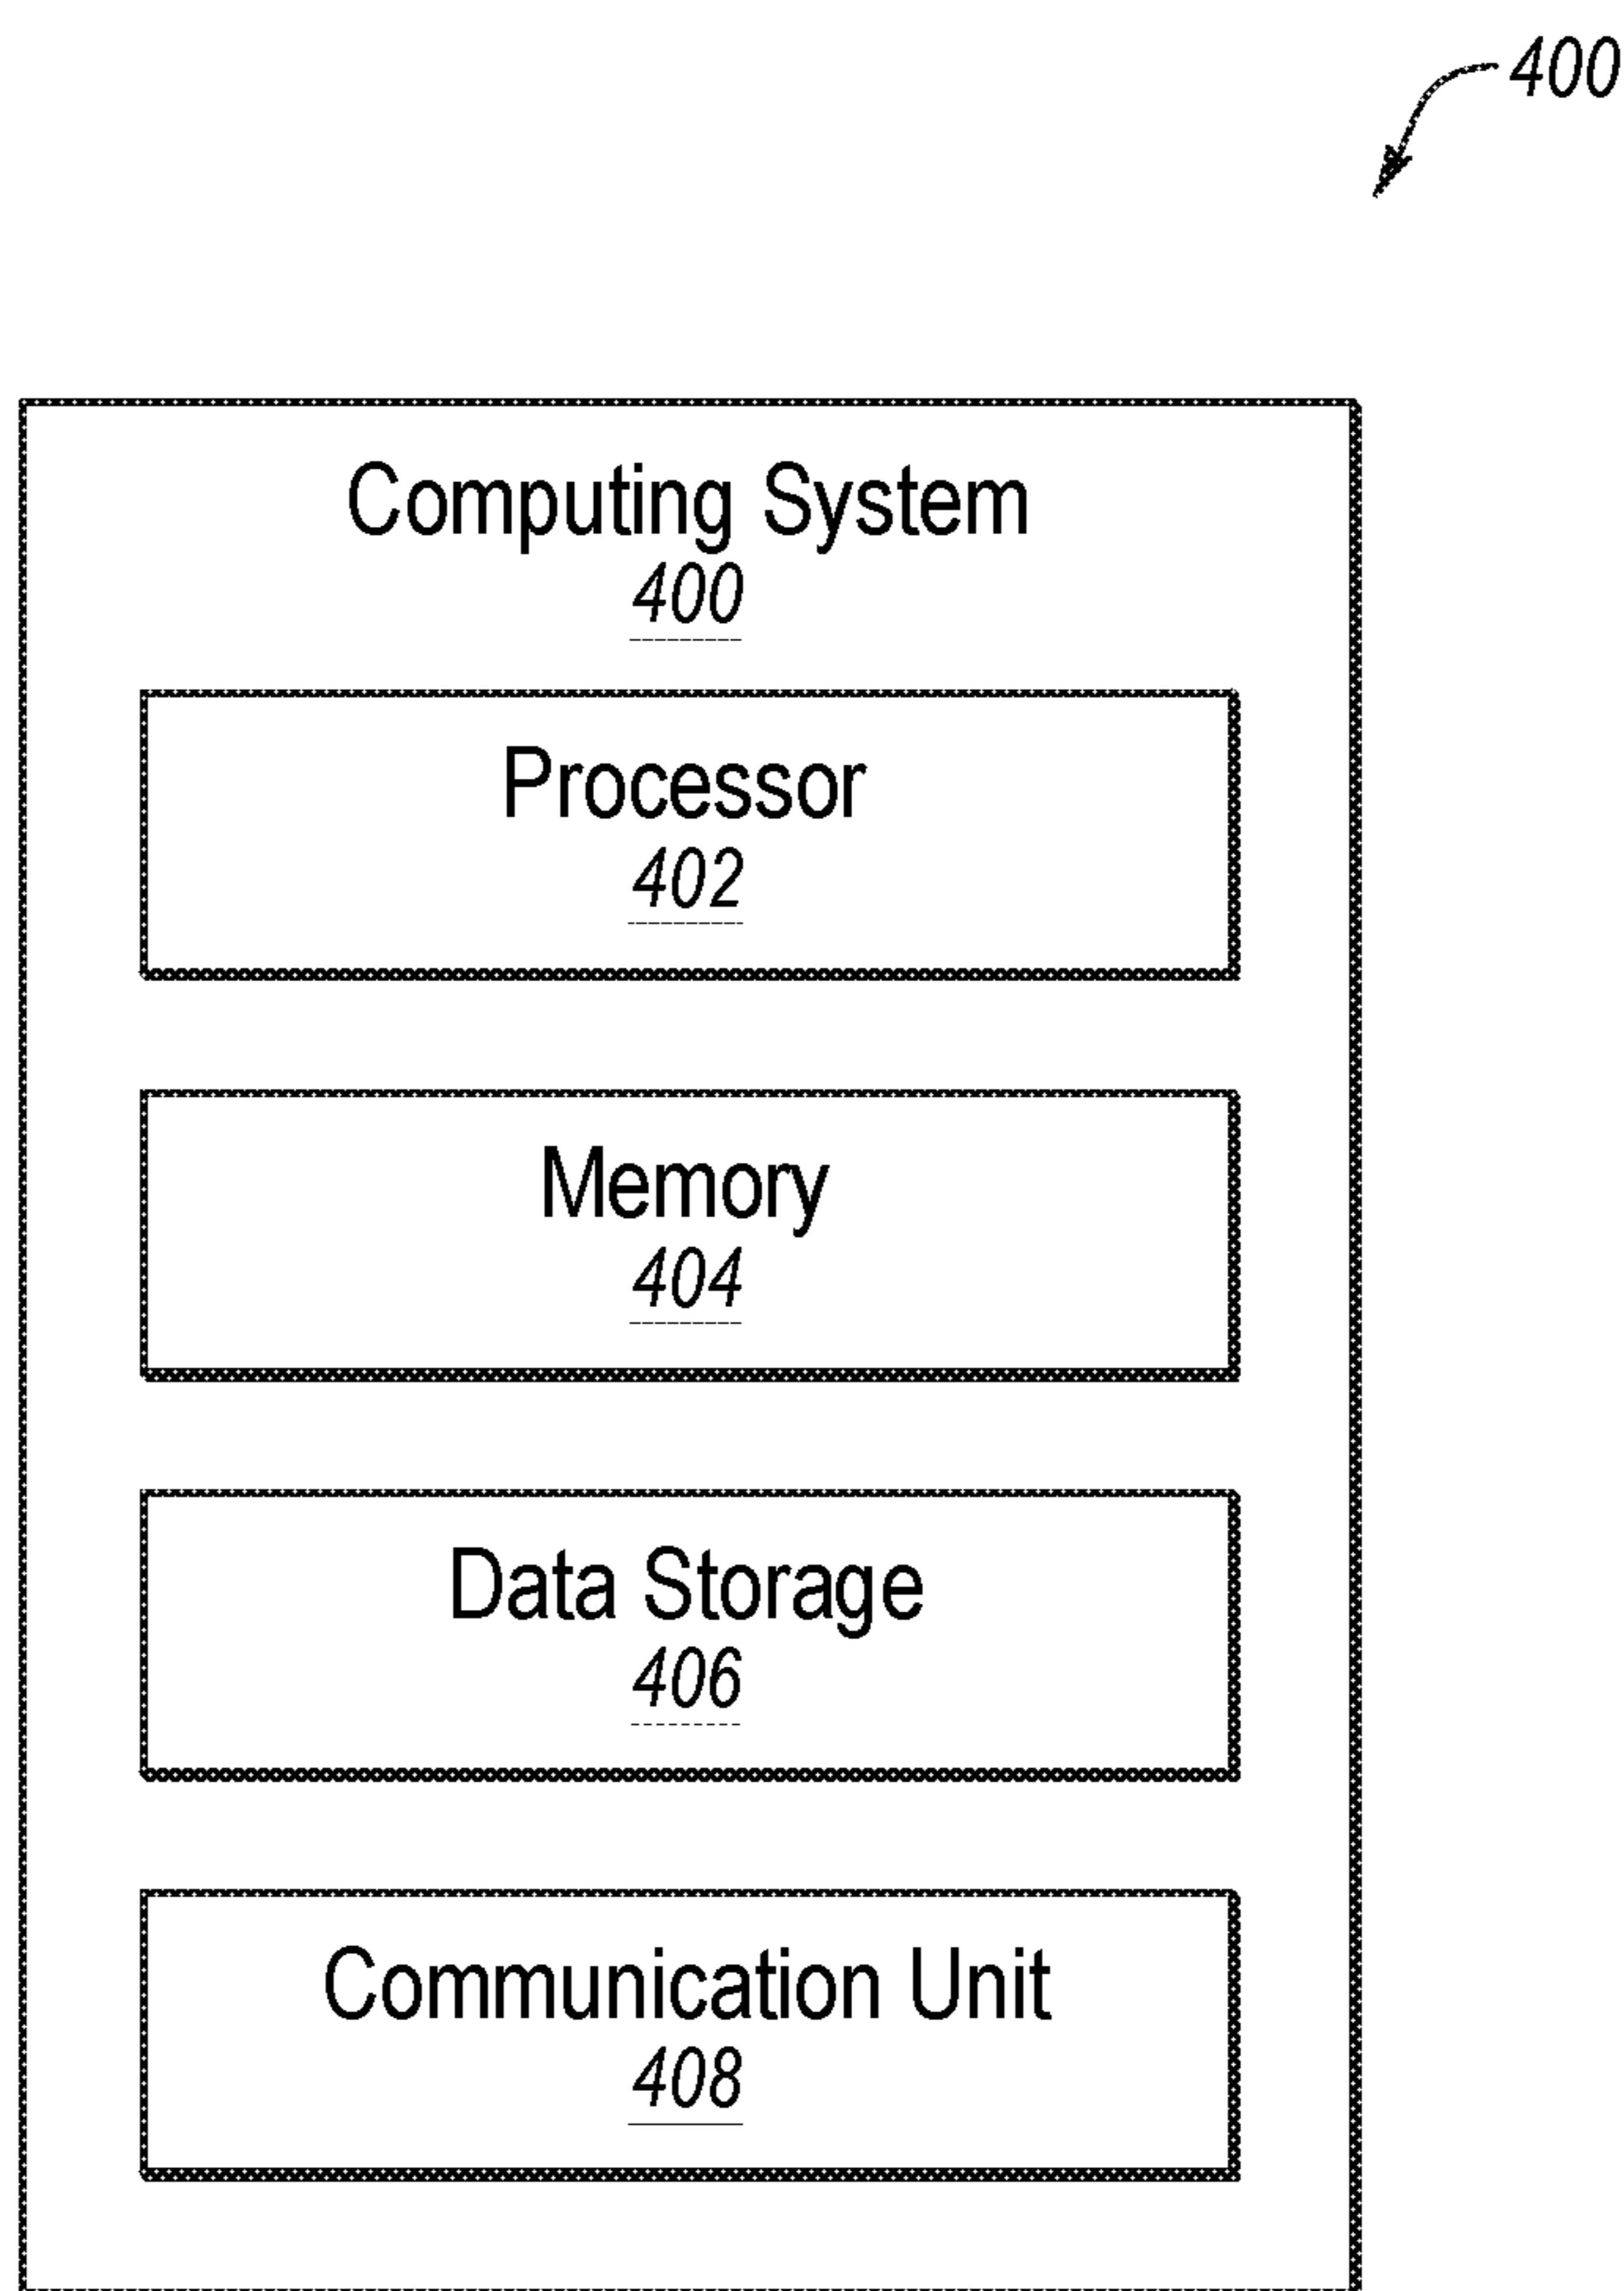 400
Computing System
400
Processor
402
Memory
404
Data Storage
406
Communication Unit
408